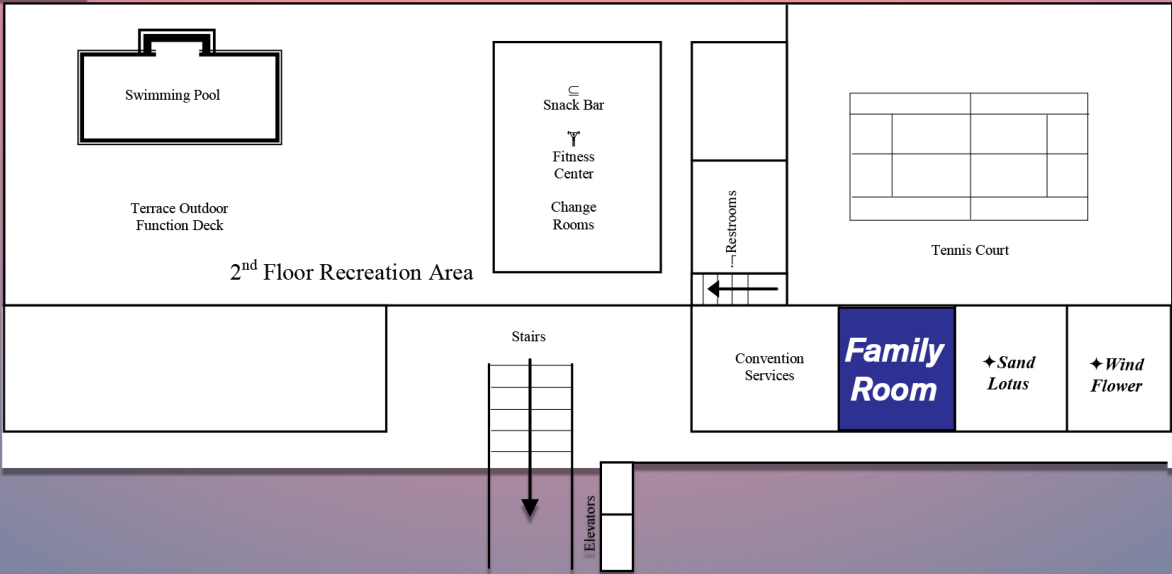 Swimming Pool
Terrace Outdoor
Function Deck
2nd Floor Recreation Area
⊆
Snack Bar
Fitness
Center
Change
Rooms
Restrooms
Tennis Court
Stairs
Elevators
Convention
Services
Family
Room
✦Sand
Lotus
✦Wind
Flower